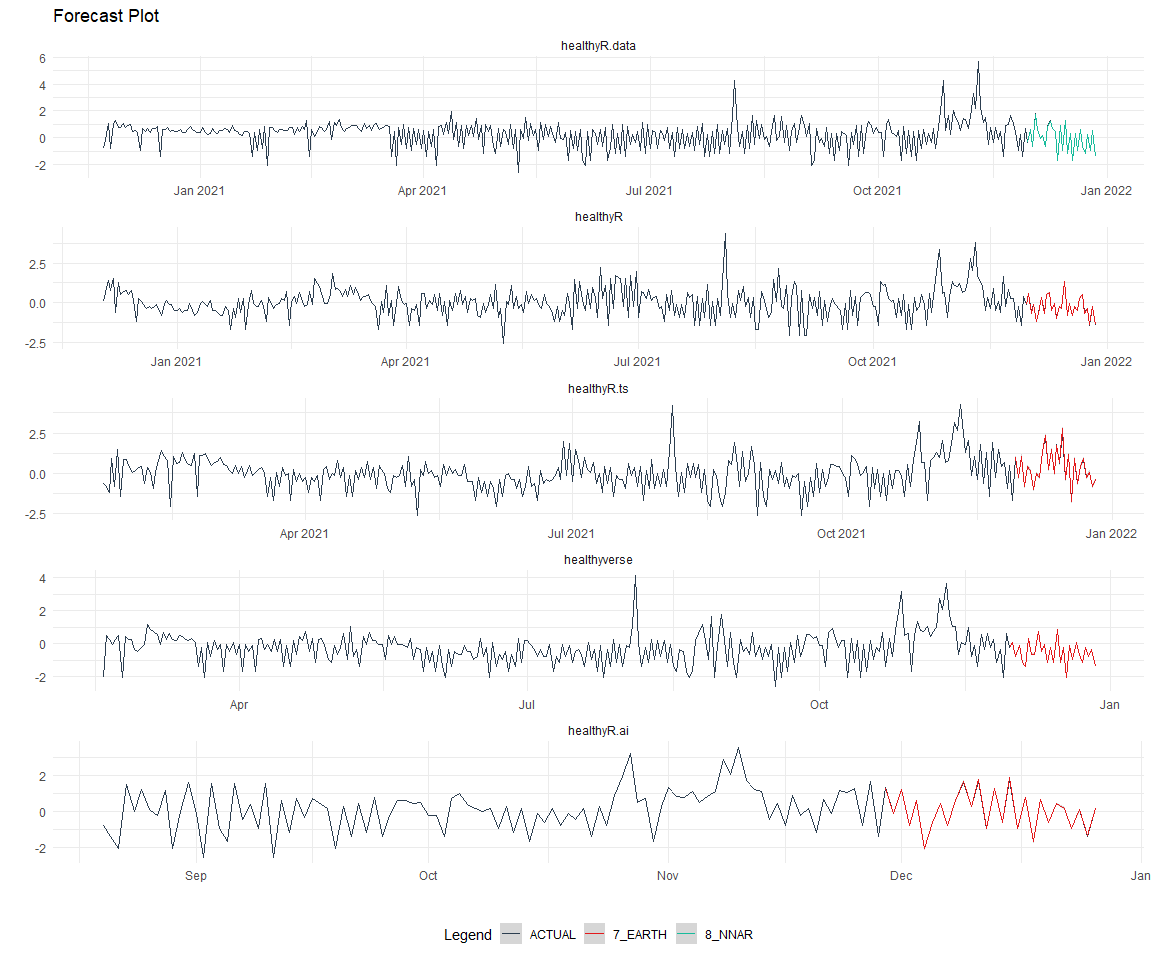 Forecast Plot
healthyR.data
6
4
2
0
-2
Jan 2021 Apr 2021 Jul 2021 Oct 2021 Jan 2022
healthyR
2.5
0.0
-2.5
Jan 2021 Apr 2021 Jul 2021 Oct 2021 Jan 2022
healthyR.ts
2.5
0.0
-2.5
Apr 2021 Jul 2021 Oct 2021 Jan 2022
healthyverse
4
2
0
-2
Apr Jul Oct Jan
healthyR.ai
2
0
-2
Sep Oct Nov Dec Jan
Legend ACTUAL 7_EARTH 8_NNAR